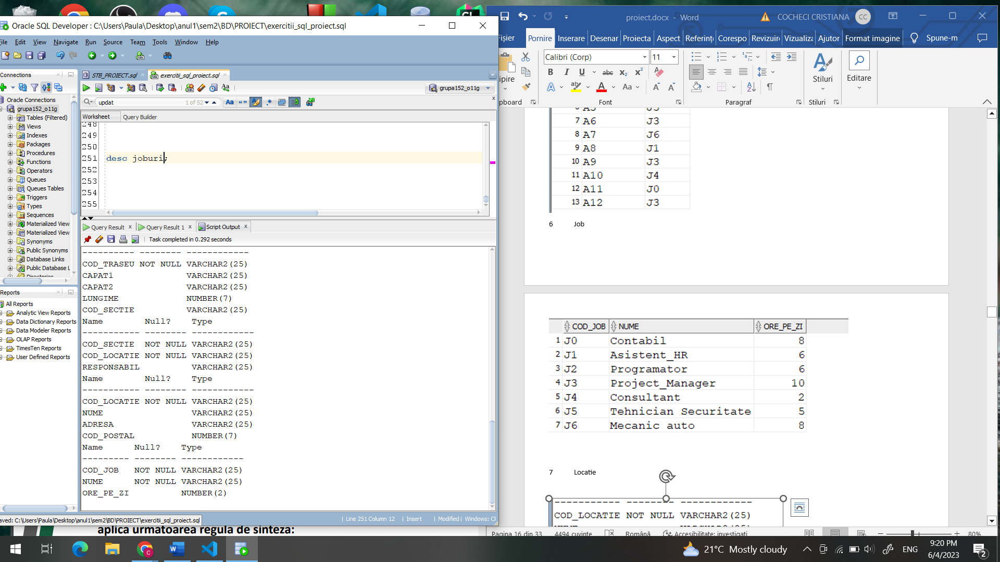 Oracle SQL Developer : C:\Users\Paula\Desktop\anul1\sem2\BD\PROIECT\exercitii_sql_proiect.sql
File Edit View Navigate Run Source Team Tools Window Help
Connections
Oracle Connections
grupa152_o11g
Tables (Filtered)
Views
Indexes
Packages
Procedures
Functions
Operators
Queues
Queues Tables
Triggers
Types
Sequences
Materialized View
Materialized View
Synonyms
Public Synonyms
Database Links
Public Database L
Directories
Reports
All Reports
Analytic View Reports
Data Dictionary Reports
Data Modeler Reports
OLAP Reports
TimesTen Reports
User Defined Reports
STB_PROIECT.sql
exercitii_sql_proiect.sql
grupa152_o11g
updat
1 of 52
Worksheet Query Builder
248
249
250
251 desc joburi;
252
253
254
255
Query Result Query Result 1 Script Output
Task completed in 0.292 seconds
---------- -------- ------------
COD_TRASEU NOT NULL VARCHAR2(25)
CAPAT1 VARCHAR2(25)
CAPAT2 VARCHAR2(25)
LUNGIME NUMBER(7)
COD_SECTIE VARCHAR2(25)
Name Null? Type
----------- -------- ------------
COD_SECTIE NOT NULL VARCHAR2(25)
COD_LOCATIE NOT NULL VARCHAR2(25)
RESPONSABIL VARCHAR2(25)
Name Null? Type
----------- -------- ------------
COD_LOCATIE NOT NULL VARCHAR2(25)
NUME VARCHAR2(25)
ADRESA VARCHAR2(25)
COD_POSTAL NUMBER(7)
Name Null? Type
--------- -------- ------------
COD_JOB NOT NULL VARCHAR2(25)
NUME NOT NULL VARCHAR2(25)
ORE_PE_ZI NUMBER(2)
aved: C:\Users\Paula\Desktop\anul1\sem2\BD\PROIECT\exercitii_sql_proiect.sql
Line 251 Column 12 Insert Modified Windows: CR
aplica urmatoarea regula de sinteza:
proiect.docx - Word
COCHECI CRISTIANA
CC
Fișier Pornire Inserare Desenar Proiecta Aspect Referinț Corespo Revizuir Vizualiza Ajutor Format imagine Spune-m
Calibri (Corp) 11
ipire
Stiluri
Editare
pboard Font Paragraf Stiluri
6 A5 J5
7 A6 J3
8 A7 J6
9 A8 J1
10 A9 J3
11 A10 J4
12 A11 J0
13 A12 J3
6 Job
COD_JOB NUME ORE_PE_ZI
1 J0 Contabil 8
2 J1 Asistent_HR 6
3 J2 Programator 6
4 J3 Project_Manager 10
5 J4 Consultant 2
6 J5 Tehnician Securitate 5
7 J6 Mecanic auto 8
7 Locatie
----------- -------- ------------
COD_LOCATIE NOT NULL VARCHAR2(25)
Pagina 16 din 33 4494 cuvinte Română Accesibilitate: investigați 80%
21°C Mostly cloudy
ENG
9:20 PM
6/4/2023
2